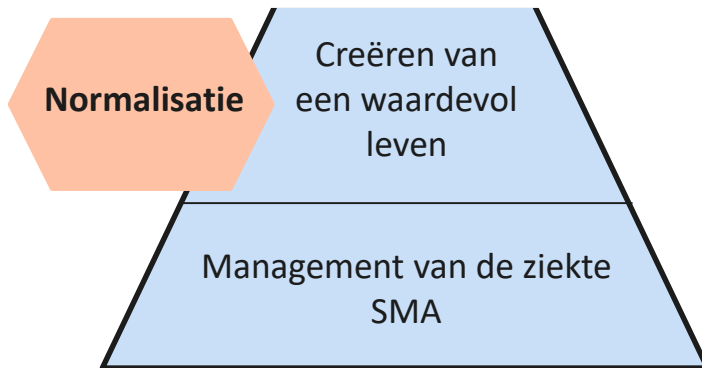 Normalisatie
Creëren van
een waardevol
leven
Management van de ziekte
SMA